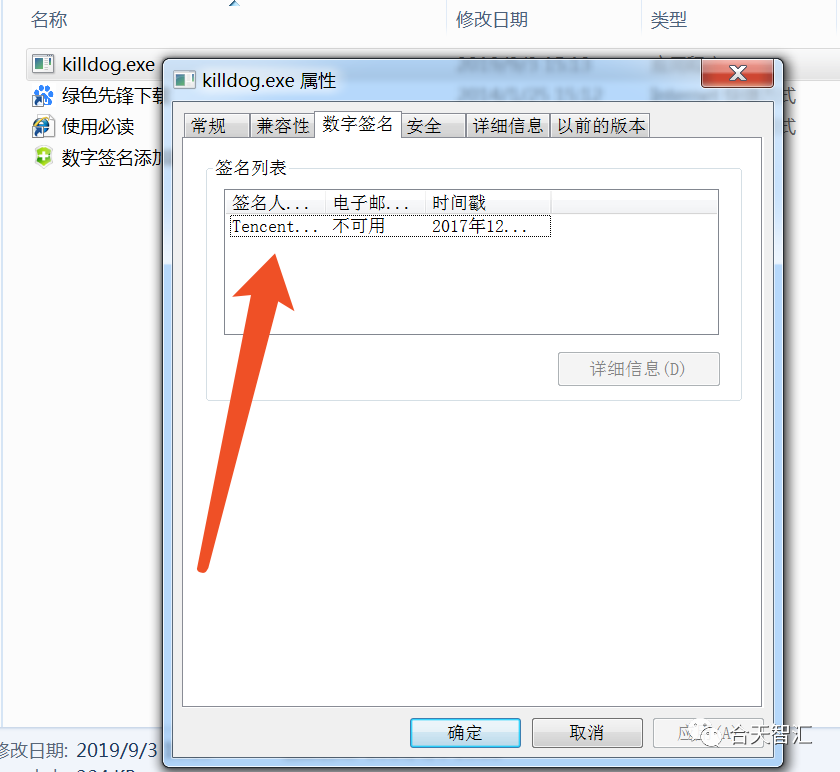 名称 修改日期 类型
killdog.exe
绿色先锋下载
使用必读
数字签名添加
killdog.exe 属性
常规 兼容性 数字签名 安全 详细信息 以前的版本
签名列表
签名人... 电子邮... 时间戳
Tencent... 不可用 2017年12...
详细信息(D)
确定 取消
台天智汇
修改日期: 2019/9/3